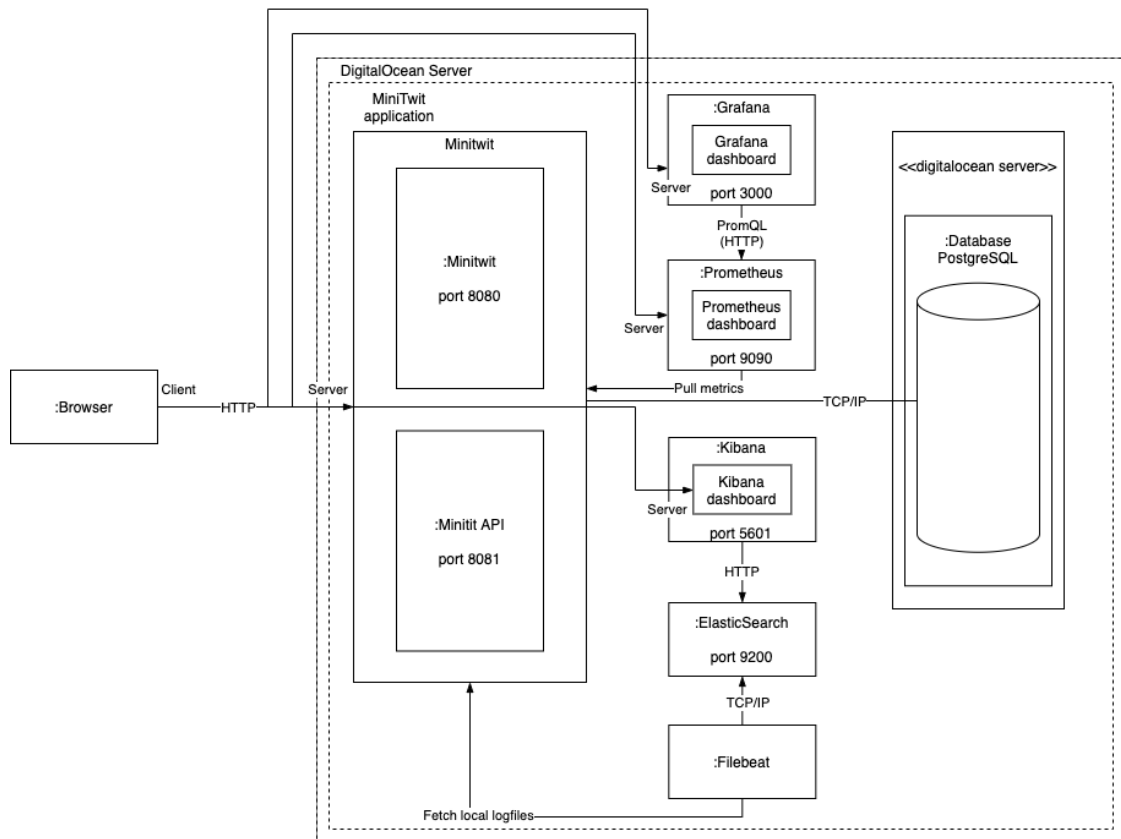 DigitalOcean Server
MiniTwit
application
Minitwit
:Minitwit
port 8080
:Minitit API
port 8081
:Browser
Client
HTTP
Server
:Grafana
Grafana
dashboard
Server
port 3000
PromQL
(HTTP)
:Prometheus
Prometheus
dashboard
Server
port 9090
Pull metrics
TCP/IP
:Kibana
Kibana
dashboard
Server
port 5601
HTTP
:ElasticSearch
port 9200
TCP/IP
:Filebeat
Fetch local logfiles
<<digitalocean server>>
:Database
PostgreSQL